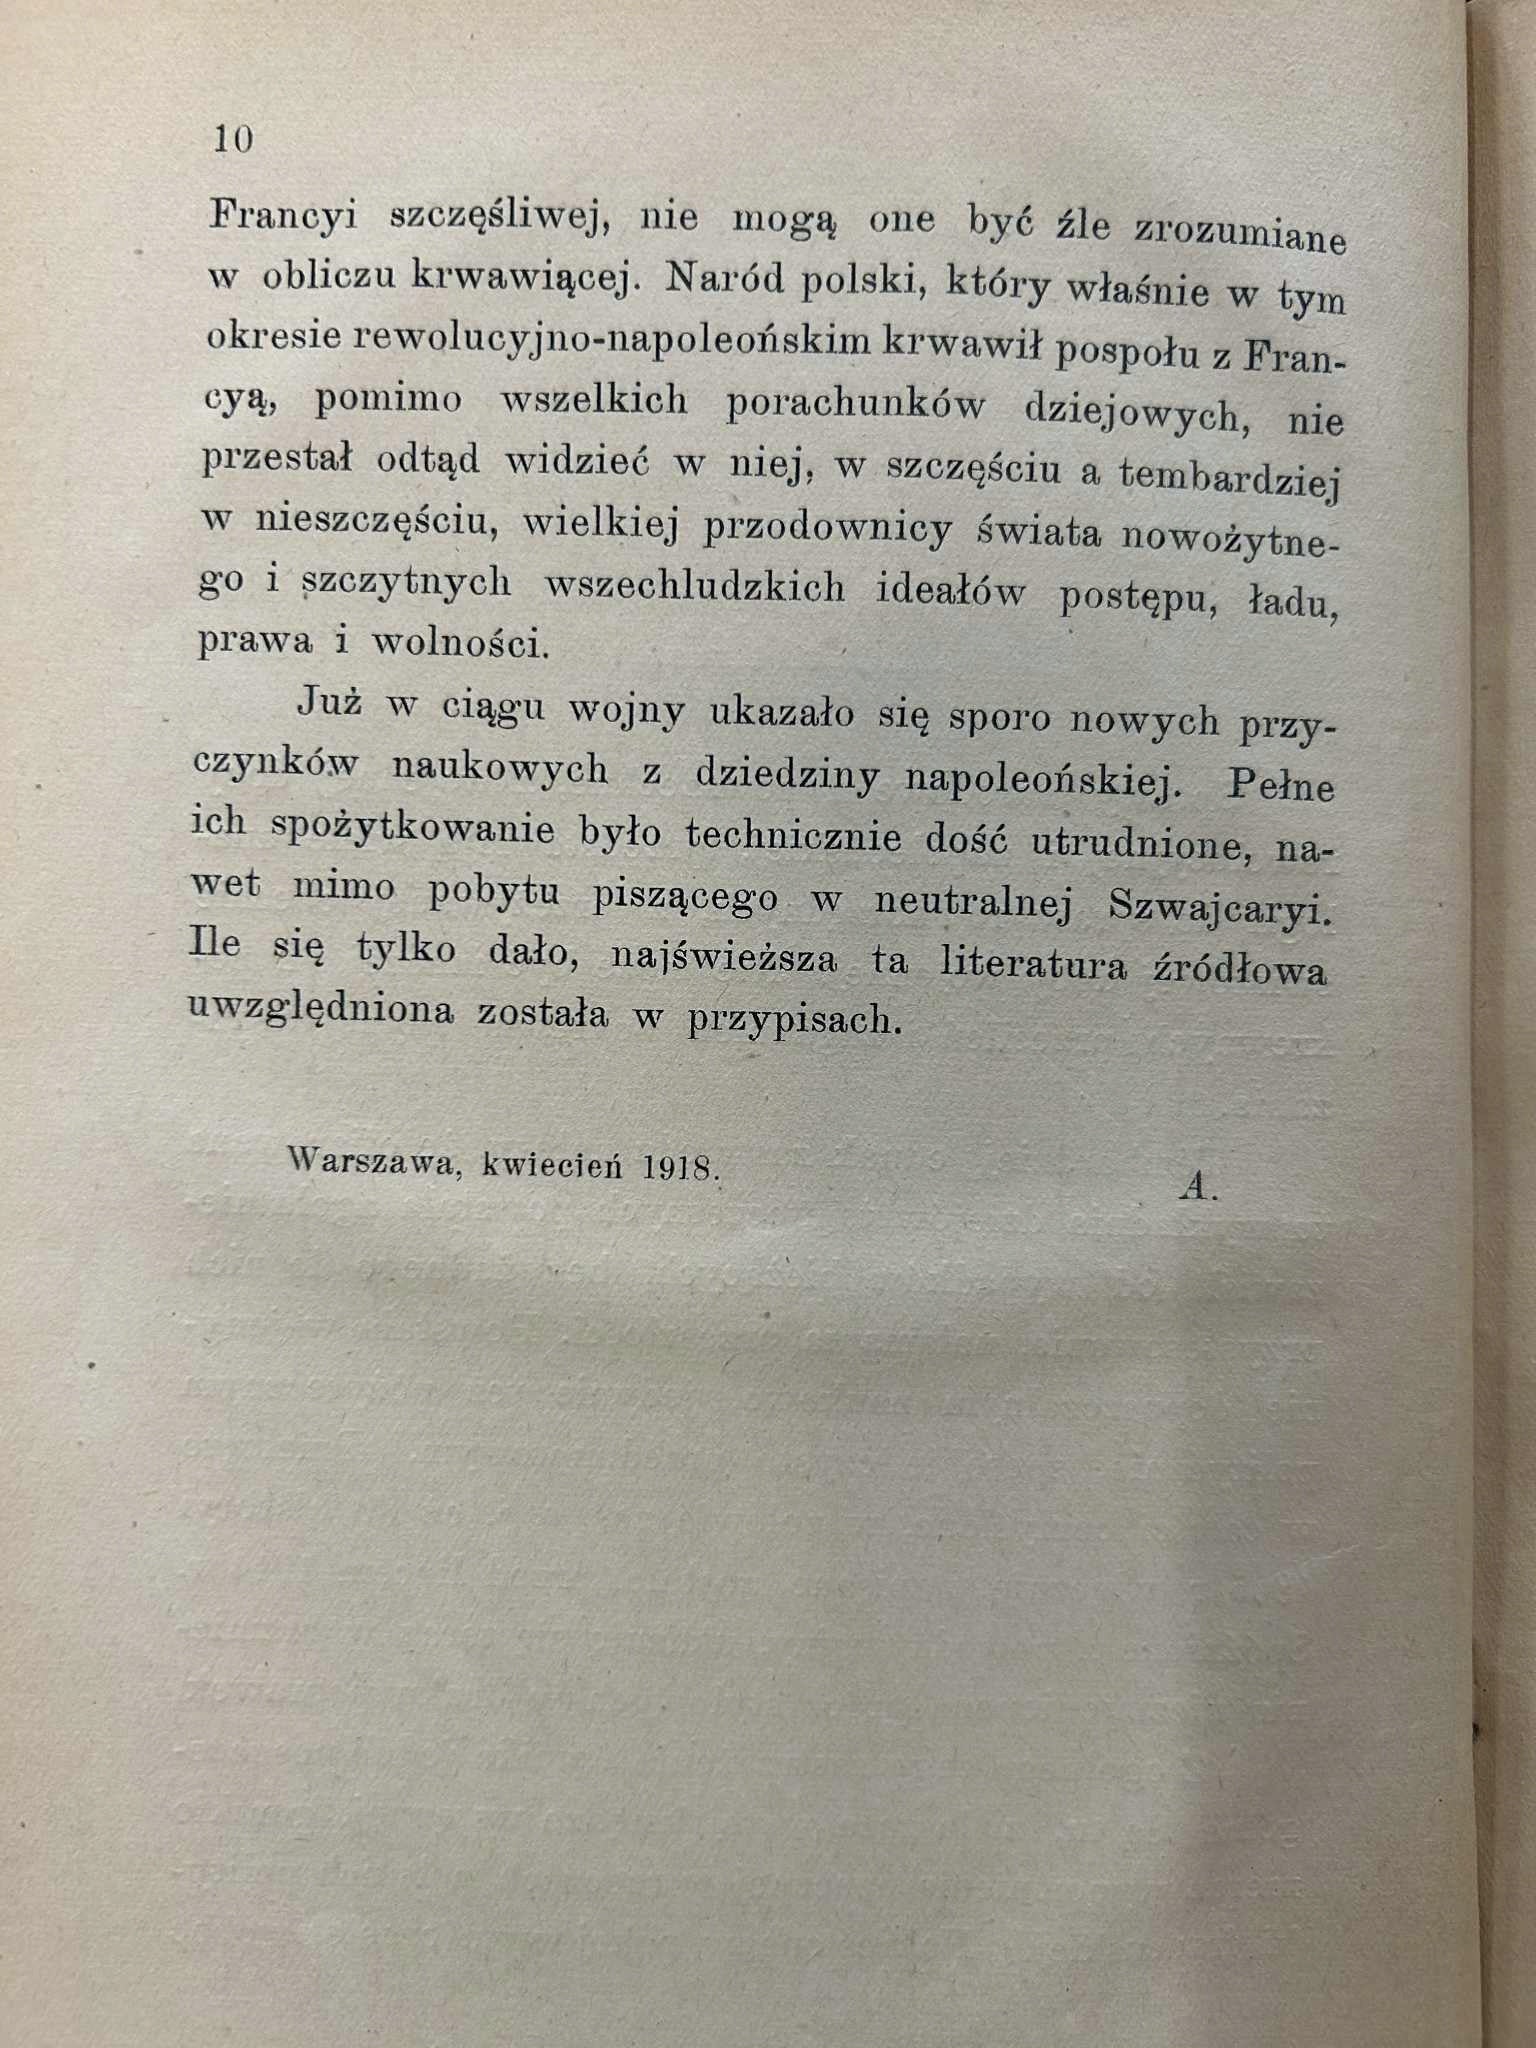 10
Francyi szczęśliwej, nie mogą one być źle zrozumiane
w obliczu krwawiącej. Naród polski, który właśnie w tym
okresie rewolucyjno-napoleońskim krwawił pospołu z Fran-
cyą, pomimo wszelkich porachunków dziejowych, nie
przestał odtąd widzieć w niej, w szczęściu a tembardziej
w nieszczęściu, wielkiej przodownicy świata nowożytne-
go i szczytnych wszechludzkich ideałów postępu, ładu,
prawa i wolności.
Już w ciągu wojny ukazało się sporo nowych przy-
czynków naukowych z dziedziny napoleońskiej. Pełne
ich spożytkowanie było technicznie dość utrudnione, na-
wet mimo pobytu piszącego w neutralnej Szwajcaryi.
Ile się tylko dało, najświeższa ta literatura źródłowa
uwzględniona została w przypisach.
Warszawa, kwiecień 1918.
A.